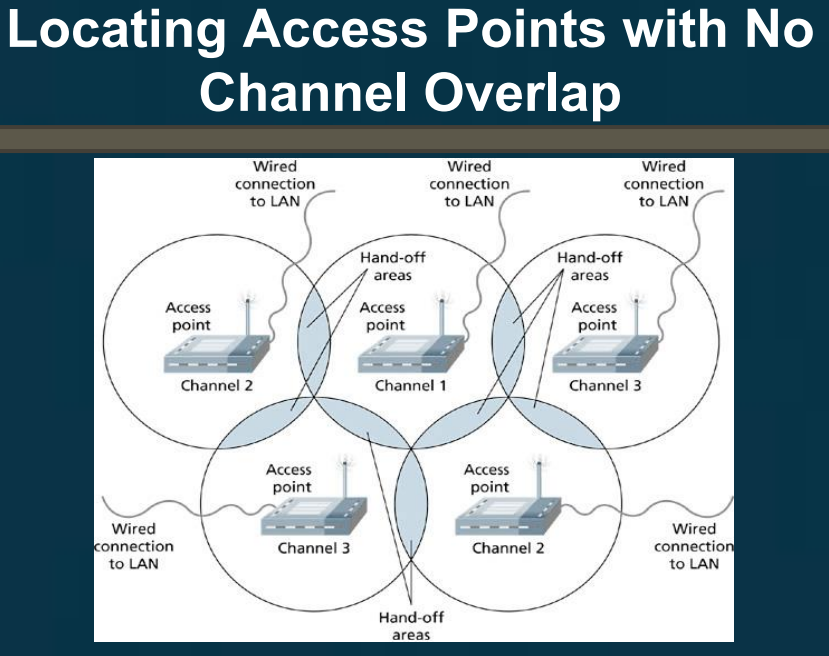 Locating Access Points with No
Channel Overlap
Wired
connection
to LAN
Wired
connection
to LAN
Wired
connection
to LAN
Hand-off
areas
Hand-off
areas
Access
point
Access
point
Access
point
Channel 2
Channel 1
Channel 3
Access
point
Access
point
Wired
connection
to LAN
Channel 3
Channel 2
Wired
connection
to LAN
Hand-off
areas